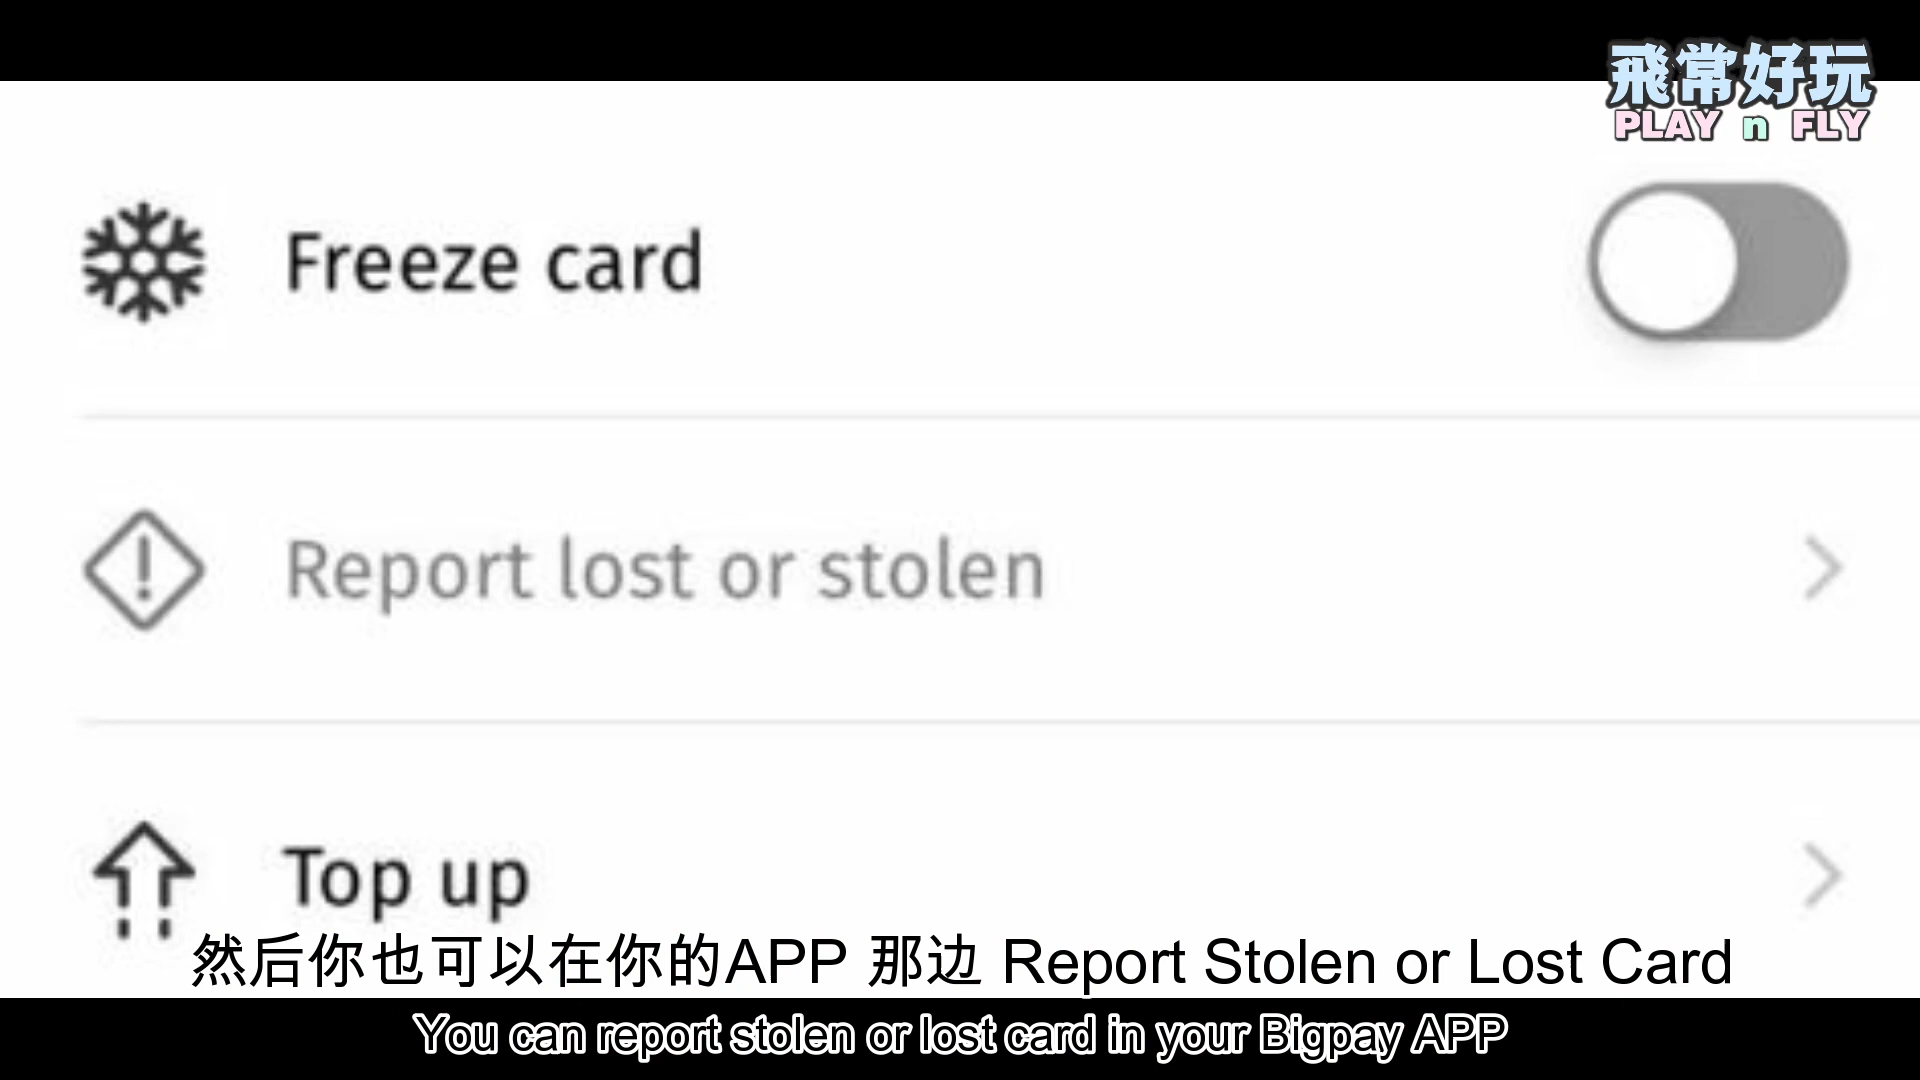 飛常好玩
PLAY n FLY
Freeze card
Report lost or stolen
Top up
然后你也可以在你的APP 那边 Report Stolen or Lost Card
You can report stolen or lost card in your Bigpay APP